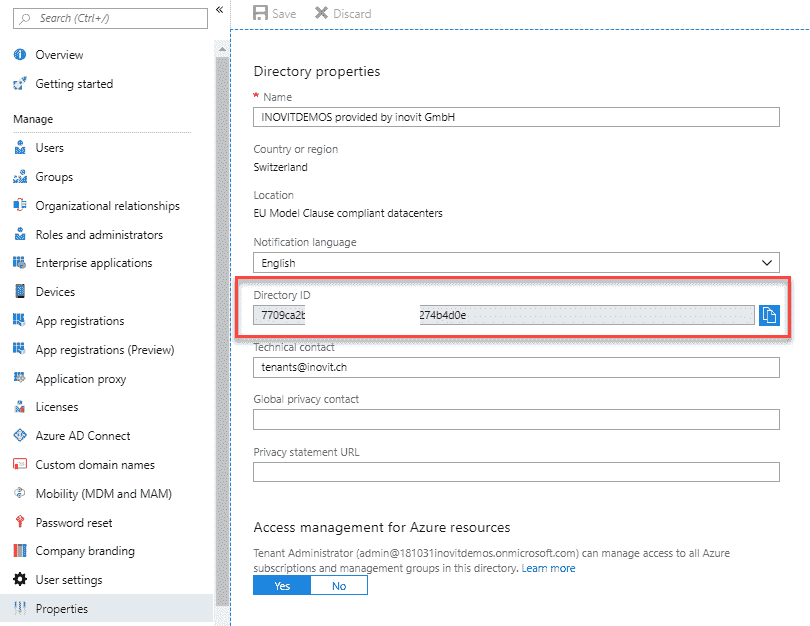 Search (Ctrl+/)
«
Overview
Getting started
Manage
Users
Groups
Organizational relationships
Roles and administrators
Enterprise applications
Devices
App registrations
App registrations (Preview)
Application proxy
Licenses
Azure AD Connect
Custom domain names
Mobility (MDM and MAM)
Password reset
Company branding
User settings
Properties
Save Discard
Directory properties
* Name
INOVITDEMOS provided by inovit GmbH
Country or region
Switzerland
Location
EU Model Clause compliant datacenters
Notification language
English
Directory ID
7709ca2b 274b4d0e
Technical contact
tenants@inovit.ch
Global privacy contact
Privacy statement URL
Access management for Azure resources
Tenant Administrator (admin@181031inovitdemos.onmicrosoft.com) can manage access to all Azure
subscriptions and management groups in this directory. Learn more
Yes No